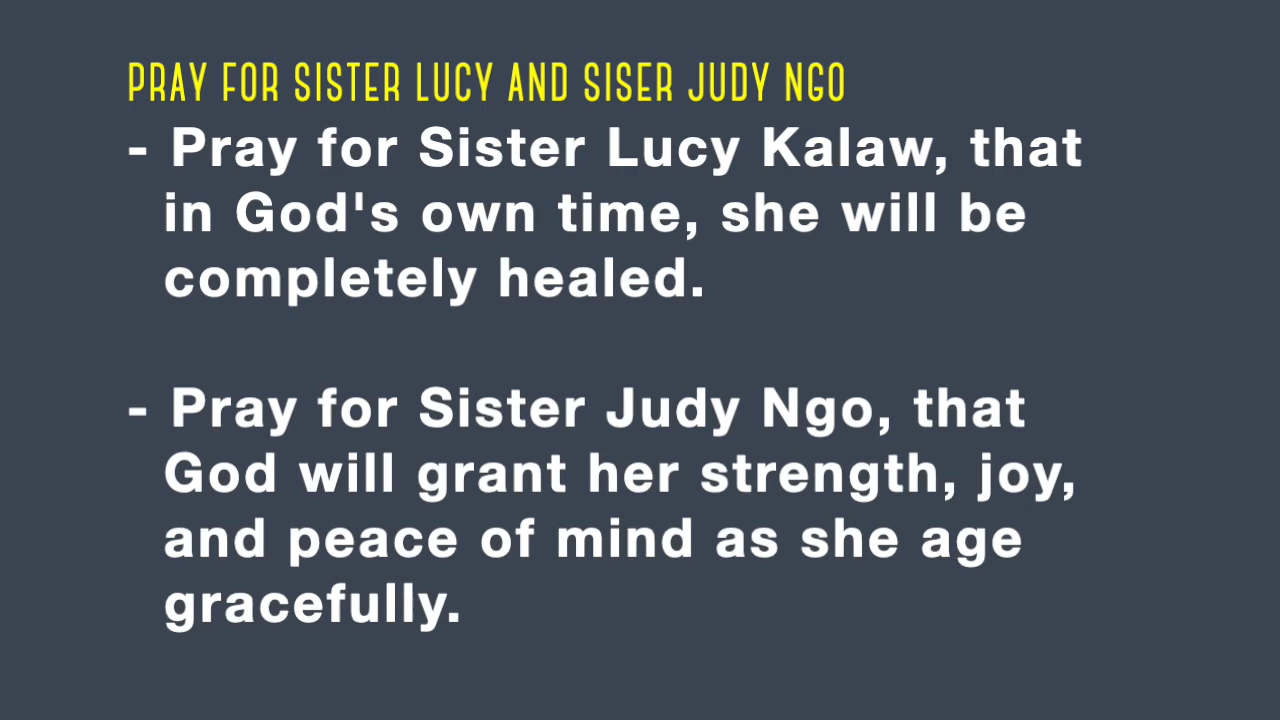 PRAY FOR SISTER LUCY AND SISER JUDY NGO
- Pray for Sister Lucy Kalaw, that
in God's own time, she will be
completely healed.
- Pray for Sister Judy Ngo, that
God will grant her strength, joy,
and peace of mind as she age
gracefully.